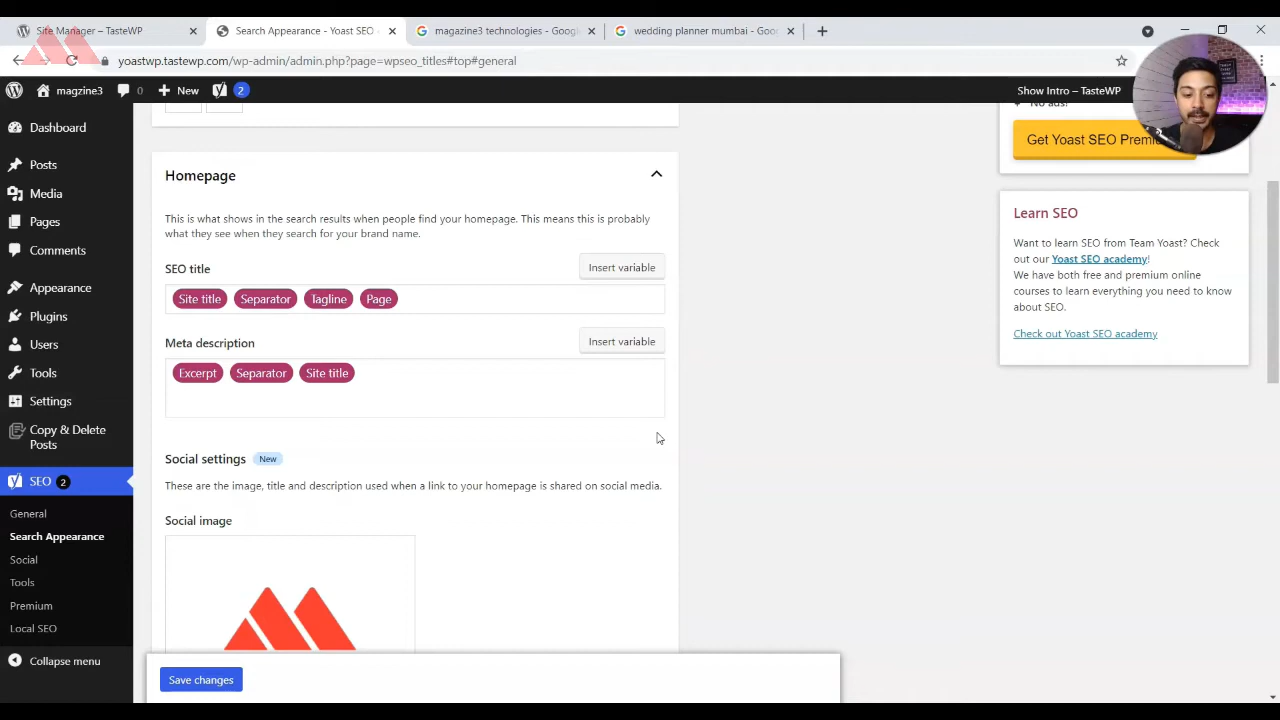 Site Manager - TasteWP
Search Appearance - Yoast SEO
magazine3 technologies - Google
wedding planner mumbai - Goo
yoastwp.tastewp.com/wp-admin/admin.php?page=wpseo_titles#top#general
magzine3
0
New
2
Show Intro – TasteWP
Dashboard
Posts
Media
Pages
Comments
Appearance
Plugins
Users
Tools
Settings
Copy & Delete
Posts
SEO 2
General
Search Appearance
Social
Tools
Premium
Local SEO
Collapse menu
Homepage
This is what shows in the search results when people find your homepage. This means this is probably
what they see when they search for your brand name.
SEO title
Insert variable
Site title Separator Tagline Page
Meta description
Insert variable
Excerpt Separator Site title
Social settings New
These are the image, title and description used when a link to your homepage is shared on social media.
Social image
Save changes
No ads!
Get Yoast SEO Premi
Learn SEO
Want to learn SEO from Team Yoast? Check
out our Yoast SEO academy!
We have both free and premium online
courses to learn everything you need to know
about SEO.
Check out Yoast SEO academy